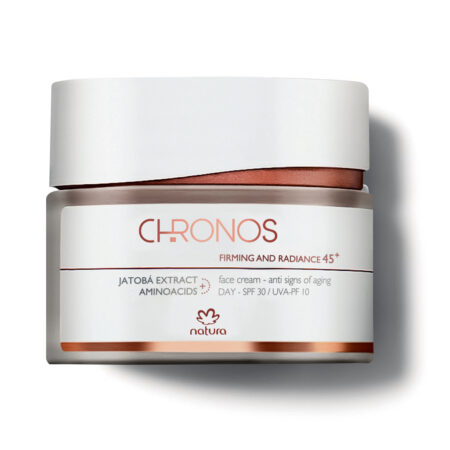 CHRONOS
FIRMING AND RADIANCE 45+
JATOBÁ EXTRACT
AMINOACIDS +
face cream - anti signs of aging
DAY - SPF 30 / UVA-PF 10
natura